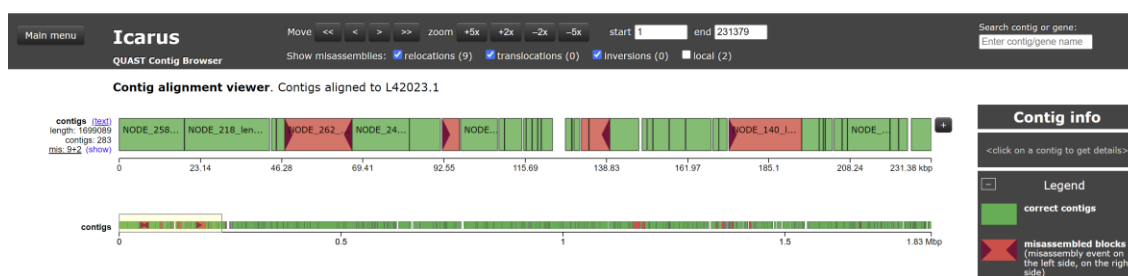 Main menu
Icarus
QUAST Contig Browser
Move << < > >> zoom +5x +2x −2x −5x start 1 end 231379
Show misassemblies: relocations (9) translocations (0) inversions (0) local (2)
Search contig or gene:
Enter contig/gene name
Contig alignment viewer. Contigs aligned to L42023.1
contigs (text)
length: 1699089
contigs: 283
mis: 9+2 (show)
NODE_258... NODE_218_len... NODE_262_... NODE_24... NODE... NODE_140_l... NODE_...
+
0 23.14 46.28 69.41 92.55 115.69 138.83 161.97 185.1 208.24 231.38 kbp
contigs
0 0.5 1 1.5 1.83 Mbp
Contig info
<click on a contig to get details>
− Legend
correct contigs
misassembled blocks
(misassembly event on
the left side, on the right
side)